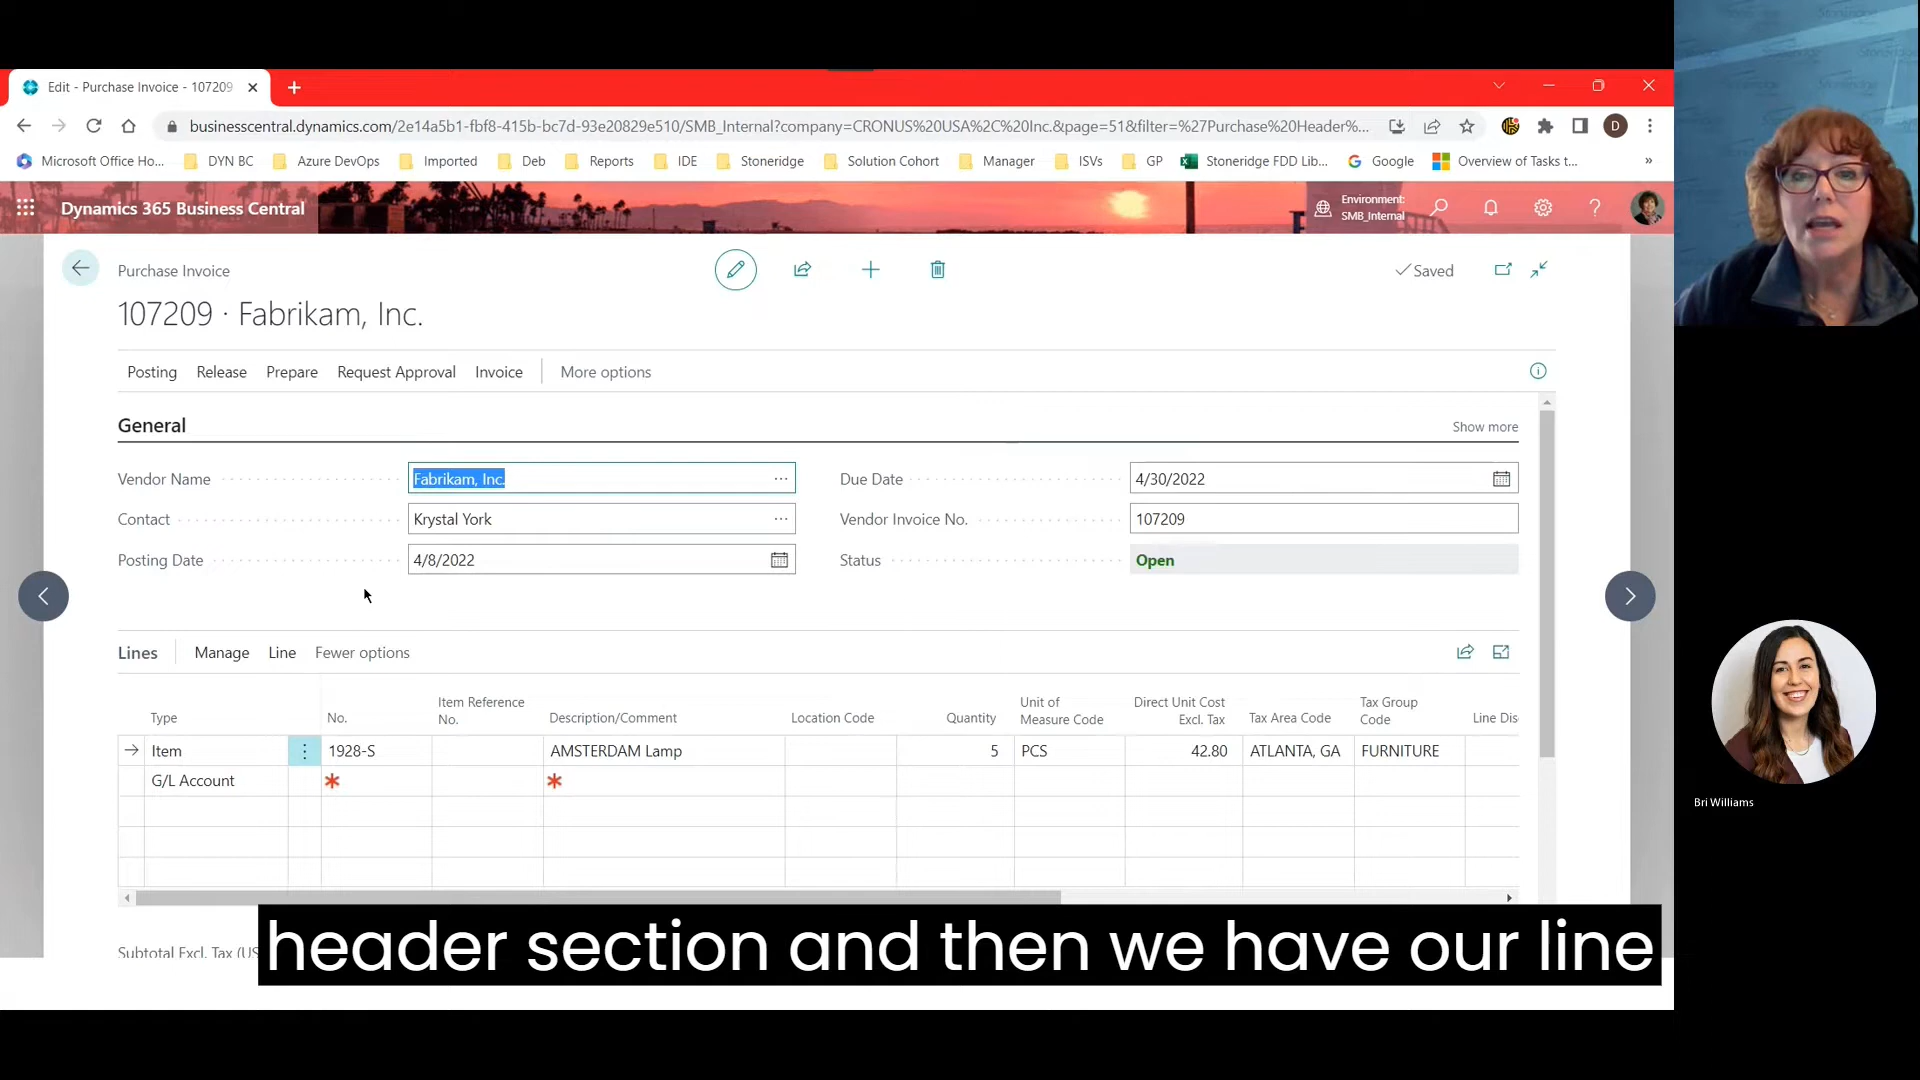 Edit - Purchase Invoice - 107209
businesscentral.dynamics.com/2e14a5b1-fbf8-415b-bc7d-93e20829e510/SMB_Internal?company=CRONUS%20USA%2C%20Inc.&page=51&filter=%27Purchase%20Header%...
D
Microsoft Office Ho... DYN BC Azure DevOps Imported Deb Reports IDE Stoneridge Solution Cohort Manager ISVs GP Stoneridge FDD Lib... Google Overview of Tasks t... »
Dynamics 365 Business Central
Environment:
SMB_Internal
Purchase Invoice
Saved
107209 · Fabrikam, Inc.
Posting Release Prepare Request Approval Invoice More options
General
Show more
Vendor Name Fabrikam, Inc. Due Date 4/30/2022
Contact Krystal York Vendor Invoice No. 107209
Posting Date 4/8/2022 Status Open
Lines Manage Line Fewer options
Type No. Item Reference No. Description/Comment Location Code Quantity Unit of Measure Code Direct Unit Cost Excl. Tax Tax Area Code Tax Group Code Line Dis
Item 1928-S AMSTERDAM Lamp 5 PCS 42.80 ATLANTA, GA FURNITURE
G/L Account
Subtotal Excl. Tax (US
header section and then we have our line
Bri Williams